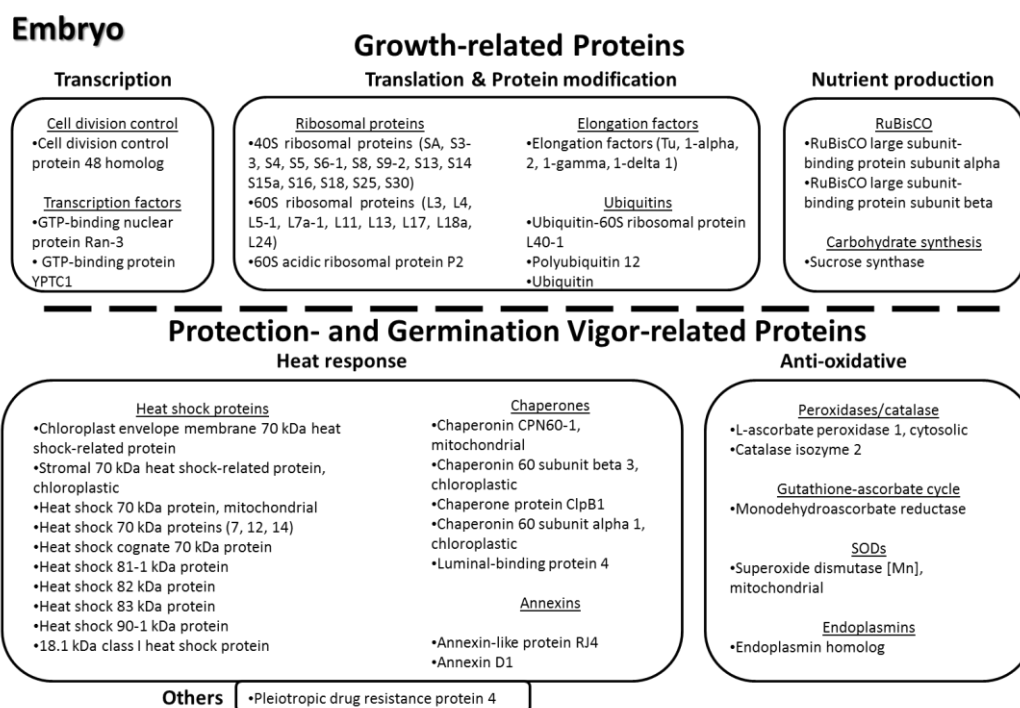 Embryo
Growth-related Proteins
Transcription
Cell division control
•Cell division control
protein 48 homolog
Transcription factors
•GTP-binding nuclear
protein Ran-3
• GTP-binding protein
YPTC1
Translation & Protein modification
Ribosomal proteins
•40S ribosomal proteins (SA, S3-
3, S4, S5, S6-1, S8, S9-2, S13, S14
S15a, S16, S18, S25, S30)
•60S ribosomal proteins (L3, L4,
L5-1, L7a-1, L11, L13, L17, L18a,
L24)
•60S acidic ribosomal protein P2
Elongation factors
•Elongation factors (Tu, 1-alpha,
2, 1-gamma, 1-delta 1)
Ubiquitins
•Ubiquitin-60S ribosomal protein
L40-1
•Polyubiquitin 12
•Ubiquitin
Nutrient production
RuBisCO
•RuBisCO large subunit-
binding protein subunit alpha
•RuBisCO large subunit-
binding protein subunit beta
Carbohydrate synthesis
•Sucrose synthase
Protection- and Germination Vigor-related Proteins
Heat response
Heat shock proteins
•Chloroplast envelope membrane 70 kDa heat
shock-related protein
•Stromal 70 kDa heat shock-related protein,
chloroplastic
•Heat shock 70 kDa protein, mitochondrial
•Heat shock 70 kDa proteins (7, 12, 14)
•Heat shock cognate 70 kDa protein
•Heat shock 81-1 kDa protein
•Heat shock 82 kDa protein
•Heat shock 83 kDa protein
•Heat shock 90-1 kDa protein
•18.1 kDa class I heat shock protein
Chaperones
•Chaperonin CPN60-1,
mitochondrial
•Chaperonin 60 subunit beta 3,
chloroplastic
•Chaperone protein ClpB1
•Chaperonin 60 subunit alpha 1,
chloroplastic
•Luminal-binding protein 4
Annexins
•Annexin-like protein RJ4
•Annexin D1
Anti-oxidative
Peroxidases/catalase
•L-ascorbate peroxidase 1, cytosolic
•Catalase isozyme 2
Gutathione-ascorbate cycle
•Monodehydroascorbate reductase
SODs
•Superoxide dismutase [Mn],
mitochondrial
Endoplasmins
•Endoplasmin homolog
Others
•Pleiotropic drug resistance protein 4